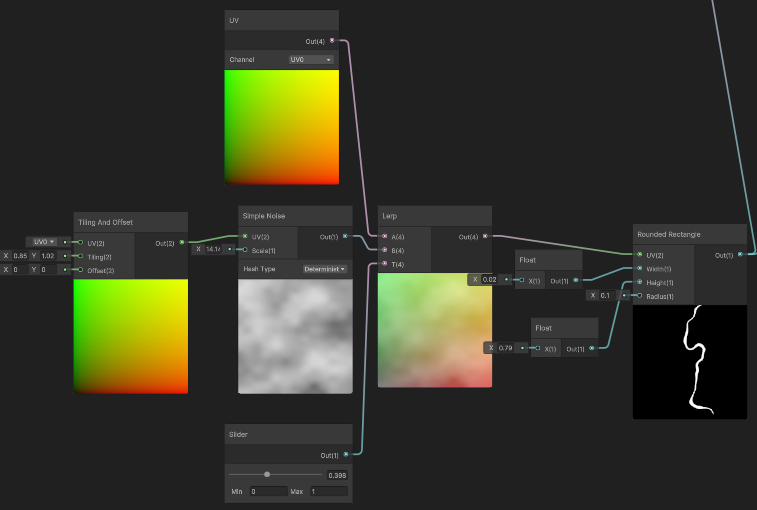 UV
Out(4)
Channel UV0
Tiling And Offset
UV0 UV(2) Out(2)
X 0.85 Y 1.02 Tiling(2)
X 0 Y 0 Offset(2)
Simple Noise
UV(2) Out(1)
X 14.14 Scale(1)
Hash Type Determinist
Lerp
A(4) Out(4)
B(4)
T(4)
Slider
Out(1)
0.398
Min 0 Max 1
Float
X 0.02 X(1) Out(1)
Float
X 0.79 X(1) Out(1)
Rounded Rectangle
UV(2) Out(1)
Width(1)
Height(1)
X 0.1 Radius(1)